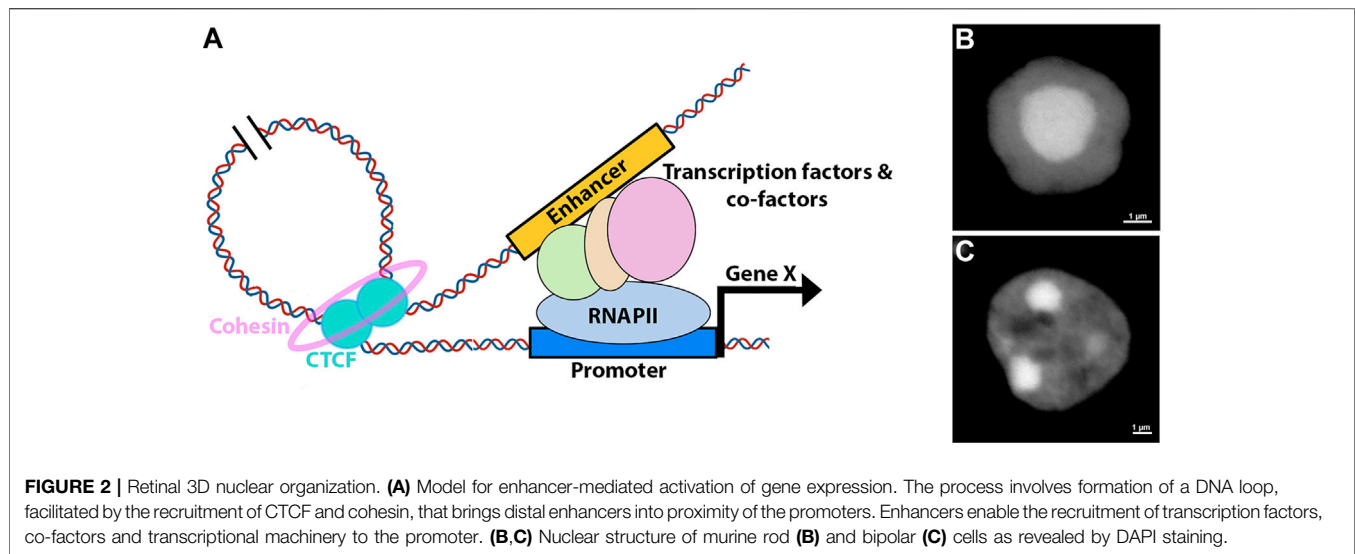 A
Enhancer
Transcription factors &
co-factors
Gene X
RNAPII
Cohesin
CTCF
Promoter
B
1 µm
C
1 µm
FIGURE 2 | Retinal 3D nuclear organization. (A) Model for enhancer-mediated activation of gene expression. The process involves formation of a DNA loop,
facilitated by the recruitment of CTCF and cohesin, that brings distal enhancers into proximity of the promoters. Enhancers enable the recruitment of transcription factors,
co-factors and transcriptional machinery to the promoter. (B,C) Nuclear structure of murine rod (B) and bipolar (C) cells as revealed by DAPI staining.